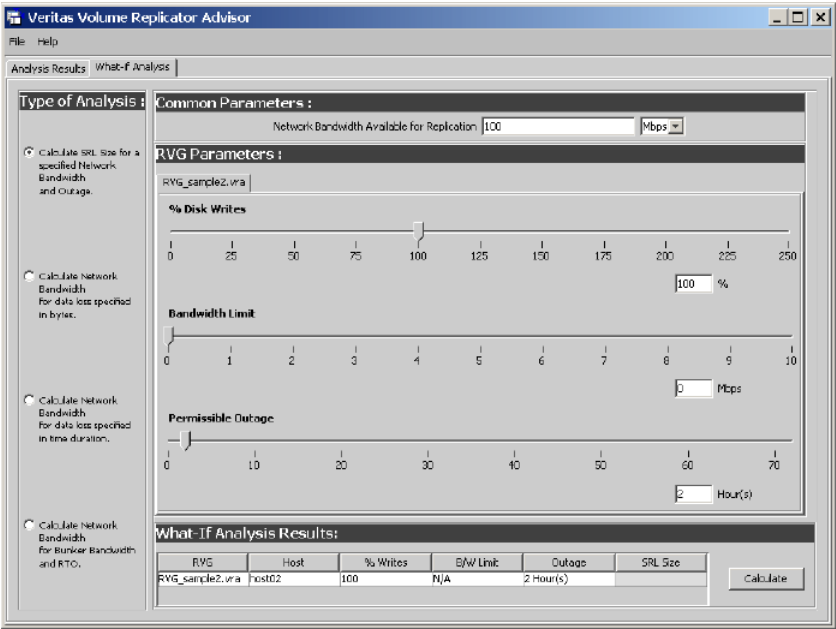 Veritas Volume Replicator Advisor
File Help
Analysis Results What-If Analysis
Type of Analysis :
Calculate SRL Size for a
specified Network
Bandwidth
and Outage.
Calculate Network
Bandwidth
for data loss specified
in bytes.
Calculate Network
Bandwidth
for data loss specified
in time duration.
Calculate Network
Bandwidth
for Bunker Bandwidth
and RTO.
Common Parameters :
Network Bandwidth Available for Replication 100 Mbps
RVG Parameters :
RVG_sample2.vra
% Disk Writes
0 25 50 75 100 125 150 175 200 225 250
100 %
Bandwidth Limit
0 1 2 3 4 5 6 7 8 9 10
0 Mbps
Permissible Outage
0 10 20 30 40 50 60 70
2 Hour(s)
What-If Analysis Results:
RVG Host % Writes B/W Limit Outage SRL Size
RVG_sample2.vra host02 100 N/A 2 Hour(s)
Calculate